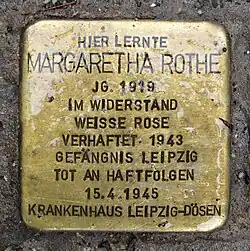 HIER LERNTE
MARGARETHA ROTHE
JG. 1919
IM WIDERSTAND
WEISSE ROSE
VERHAFTET 1943
GEFÄNGNIS LEIPZIG
TOT AN HAFTFOLGEN
15.4.1945
KRANKENHAUS LEIPZIG-DÖSEN